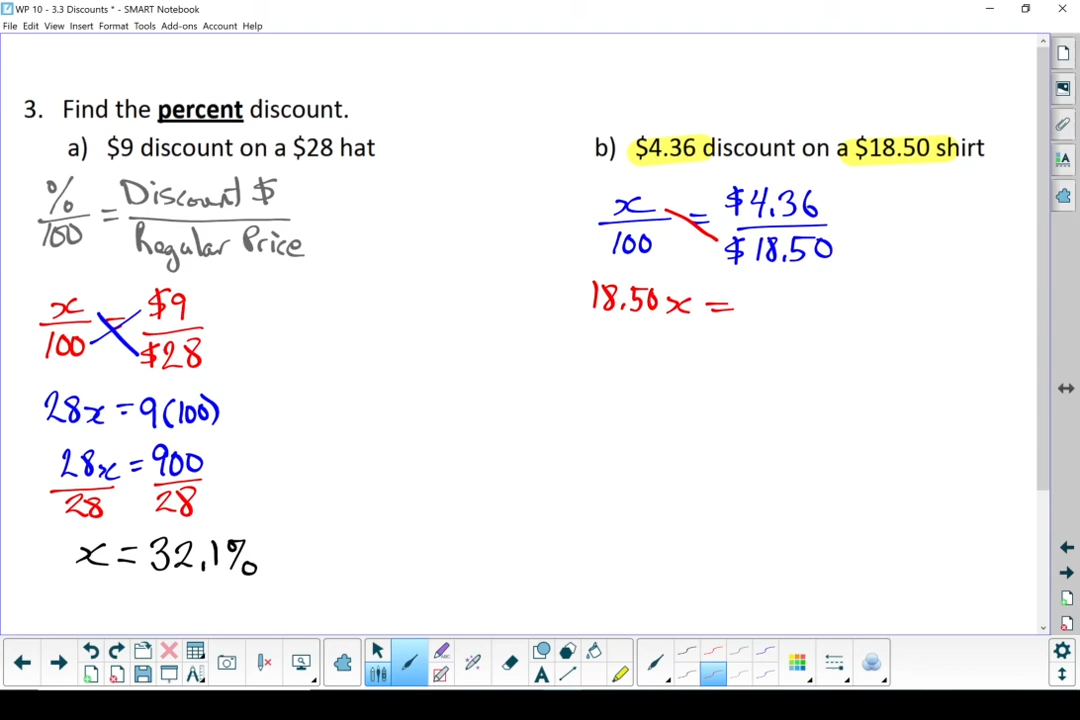 WP 10 - 3.3 Discounts * - SMART Notebook
File Edit View Insert Format Tools Add-ons Account Help
3. Find the percent discount.
a) $9 discount on a $28 hat
%/100 = Discount $/Regular Price
x/100 = $9/$28
28x = 9(100)
28x/28 = 900/28
x = 32.1%
b) $4.36 discount on a $18.50 shirt
x/100 = $4.36/$18.50
18.50x =